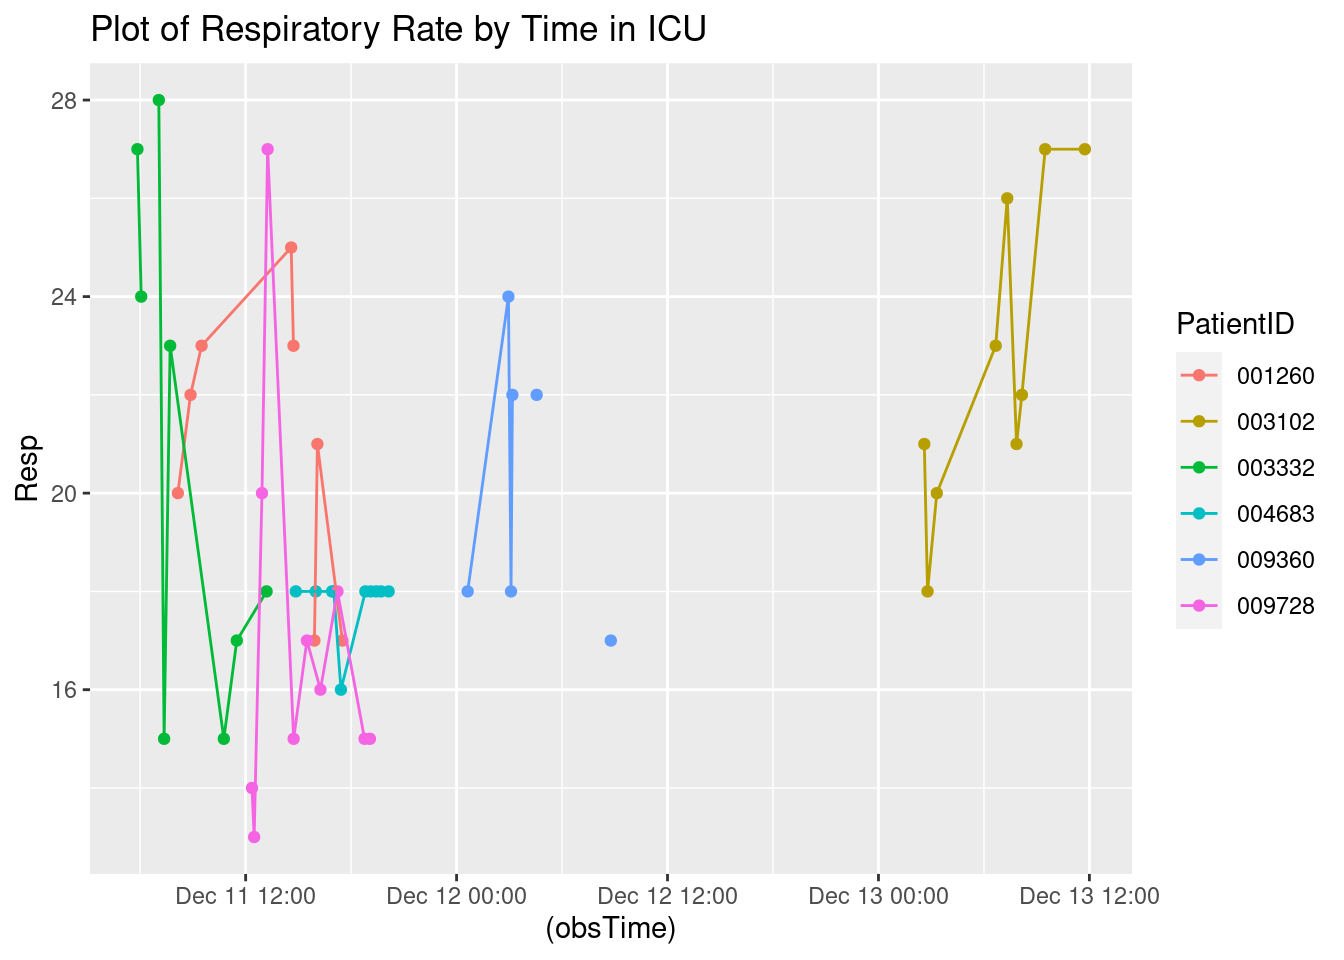 Plot of Respiratory Rate by Time in ICU
28
24
20
16
Resp
Dec 11 12:00
Dec 12 00:00
Dec 12 12:00
Dec 13 00:00
Dec 13 12:00
(obsTime)
PatientID
001260
003102
003332
004683
009360
009728